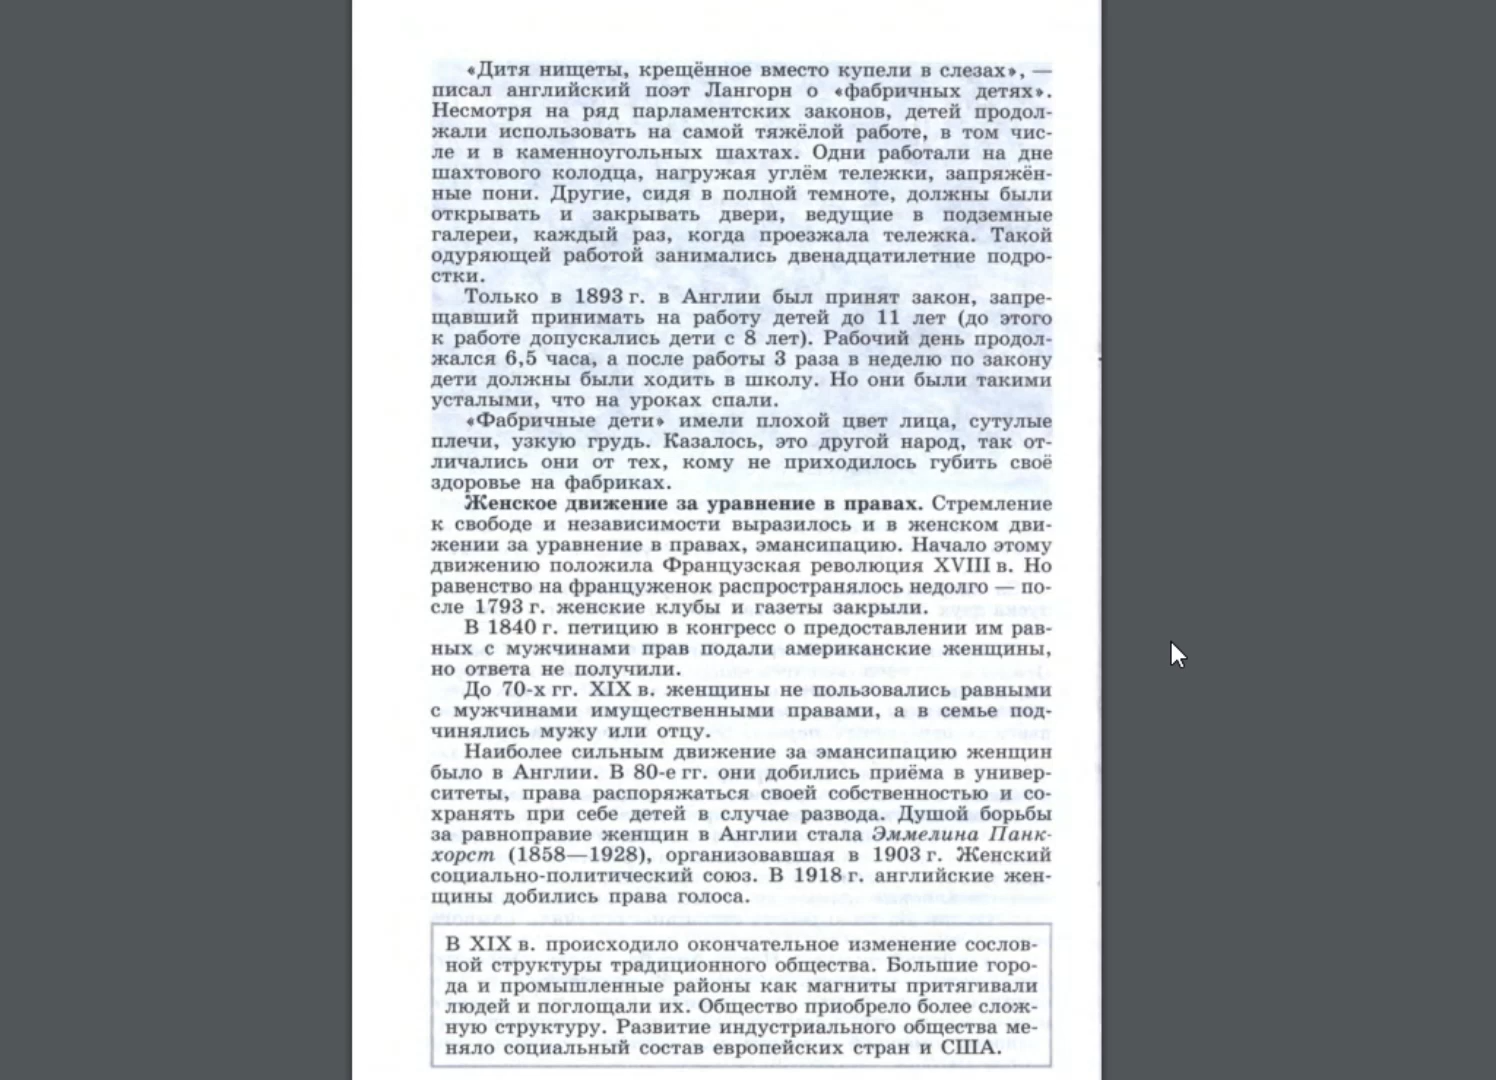 «Дитя нищеты, крещённое вместо купели в слезах», —
писал английский поэт Лангорн о «фабричных детях».
Несмотря на ряд парламентских законов, детей продол-
жали использовать на самой тяжёлой работе, в том чис-
ле и в каменноугольных шахтах. Одни работали на дне
шахтового колодца, нагружая углём тележки, запряжён-
ные пони. Другие, сидя в полной темноте, должны были
открывать и закрывать двери, ведущие в подземные
галереи, каждый раз, когда проезжала тележка. Такой
одуряющей работой занимались двенадцатилетние подро-
стки.
Только в 1893 г. в Англии был принят закон, запре-
щавший принимать на работу детей до 11 лет (до этого
к работе допускались дети с 8 лет). Рабочий день продол-
жался 6,5 часа, а после работы 3 раза в неделю по закону
дети должны были ходить в школу. Но они были такими
усталыми, что на уроках спали.
«Фабричные дети» имели плохой цвет лица, сутулые
плечи, узкую грудь. Казалось, это другой народ, так от-
личались они от тех, кому не приходилось губить своё
здоровье на фабриках.
Женское движение за уравнение в правах. Стремление
к свободе и независимости выразилось и в женском дви-
жении за уравнение в правах, эмансипацию. Начало этому
движению положила Французская революция XVIII в. Но
равенство на француженок распространялось недолго — по-
сле 1793 г. женские клубы и газеты закрыли.
В 1840 г. петицию в конгресс о предоставлении им рав-
ных с мужчинами прав подали американские женщины,
но ответа не получили.
До 70-х гг. XIX в. женщины не пользовались равными
с мужчинами имущественными правами, а в семье под-
чинялись мужу или отцу.
Наиболее сильным движение за эмансипацию женщин
было в Англии. В 80-е гг. они добились приёма в универ-
ситеты, права распоряжаться своей собственностью и со-
хранять при себе детей в случае развода. Душой борьбы
за равноправие женщин в Англии стала Эммелина Панк-
хорст (1858—1928), организовавшая в 1903 г. Женский
социально-политический союз. В 1918 г. английские жен-
щины добились права голоса.
В XIX в. происходило окончательное изменение сослов-
ной структуры традиционного общества. Большие горо-
да и промышленные районы как магниты притягивали
людей и поглощали их. Общество приобрело более слож-
ную структуру. Развитие индустриального общества ме-
няло социальный состав европейских стран и США.